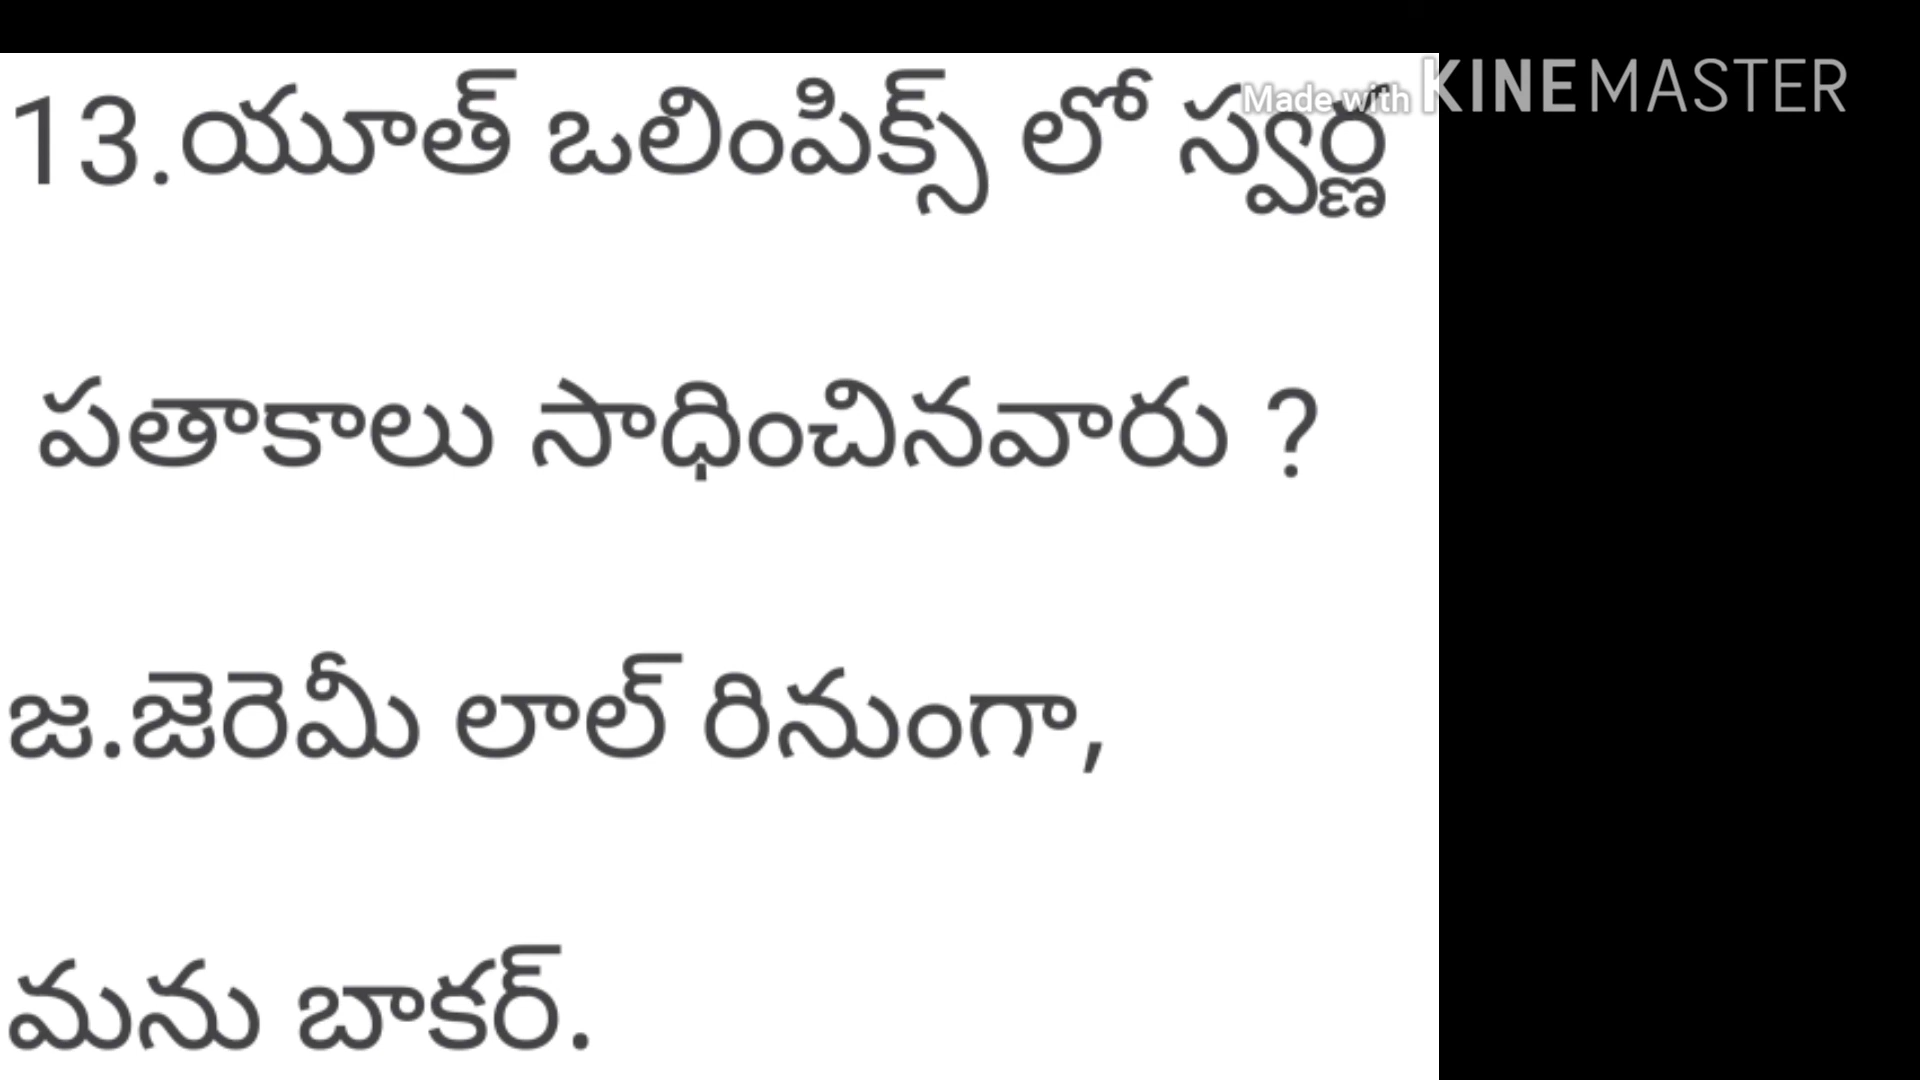 Made with KINEMASTER
13.యూత్ ఒలింపిక్స్ లో స్వర్ణ
పతాకాలు సాధించినవారు ?
జ.జెరెమీ లాల్ రినుంగా,
మను బాకర్.